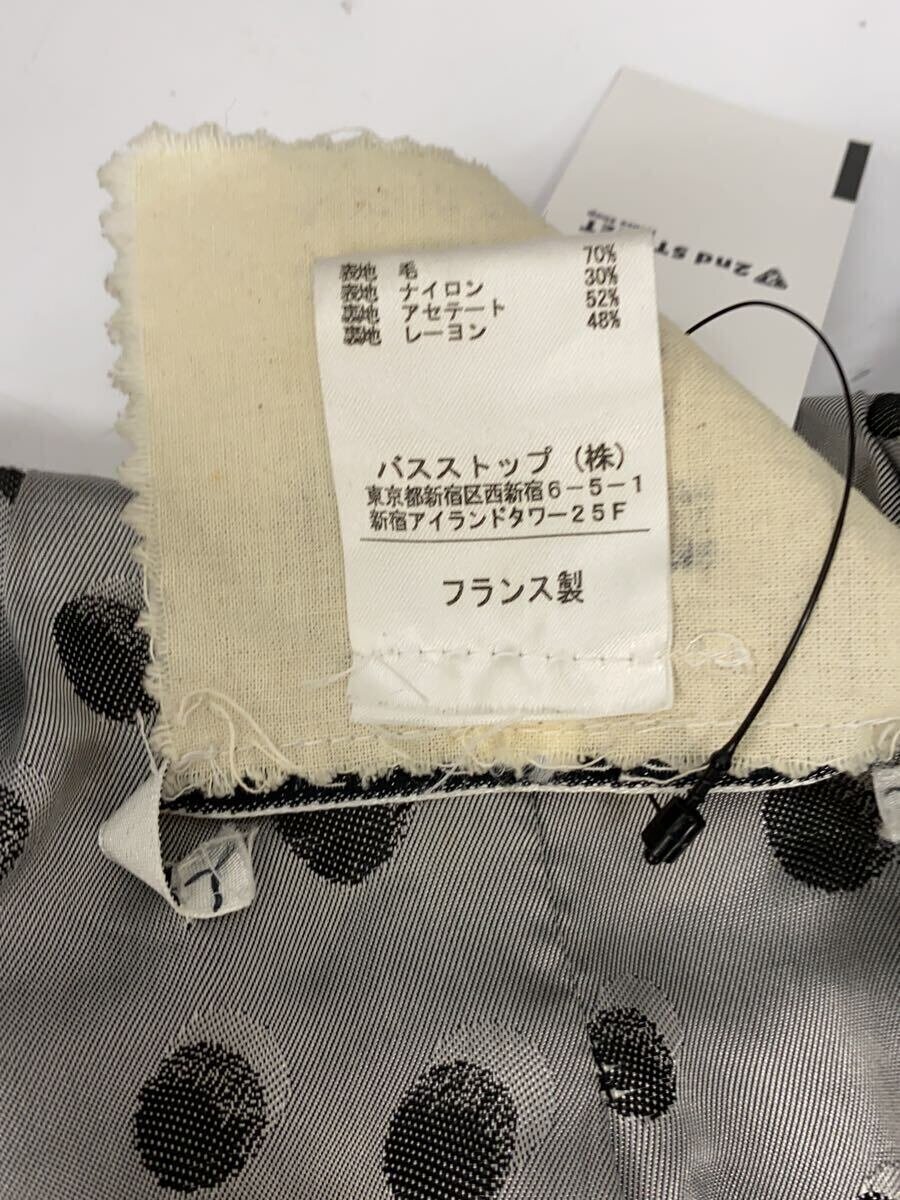 表地 毛 70%
表地 ナイロン 30%
裏地 アセテート 52%
裏地 レーヨン 48%
バスストップ (株)
東京都新宿区西新宿6-5-1
新宿アイランドタワー25F
フランス製
2nd ST